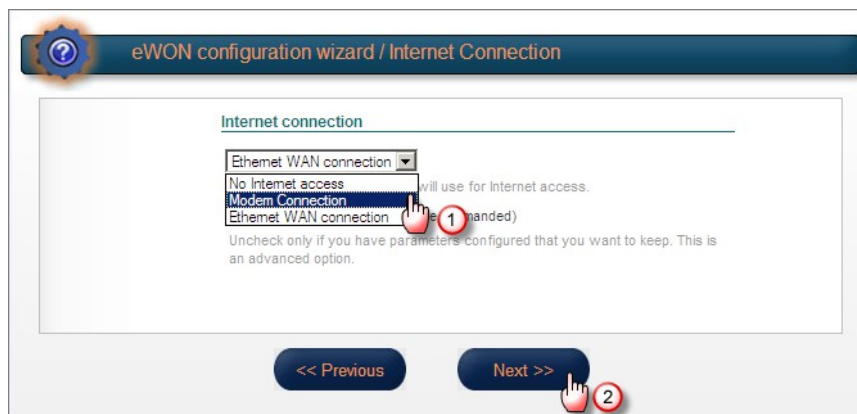 eWON configuration wizard / Internet Connection
Internet connection
Ethernet WAN connection
No Internet access
will use for Internet access.
Modem Connection
Ethernet WAN connection
1
Uncheck only if you have parameters configured that you want to keep. This is
an advanced option.
<< Previous
Next >>
2